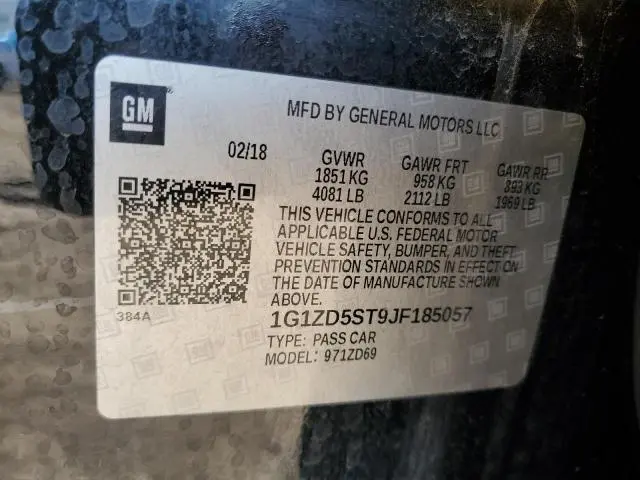 GM
MFD BY GENERAL MOTORS LLC
02/18 GVWR GAWR FRT GAWR RR
1851 KG 958 KG 893 KG
4081 LB 2112 LB 1969 LB
THIS VEHICLE CONFORMS TO ALL
APPLICABLE U.S. FEDERAL MOTOR
VEHICLE SAFETY, BUMPER, AND THEFT
PREVENTION STANDARDS IN EFFECT ON
THE DATE OF MANUFACTURE SHOWN
ABOVE.
384A
1G1ZD5ST9JF185057
TYPE: PASS CAR
MODEL: 971ZD69